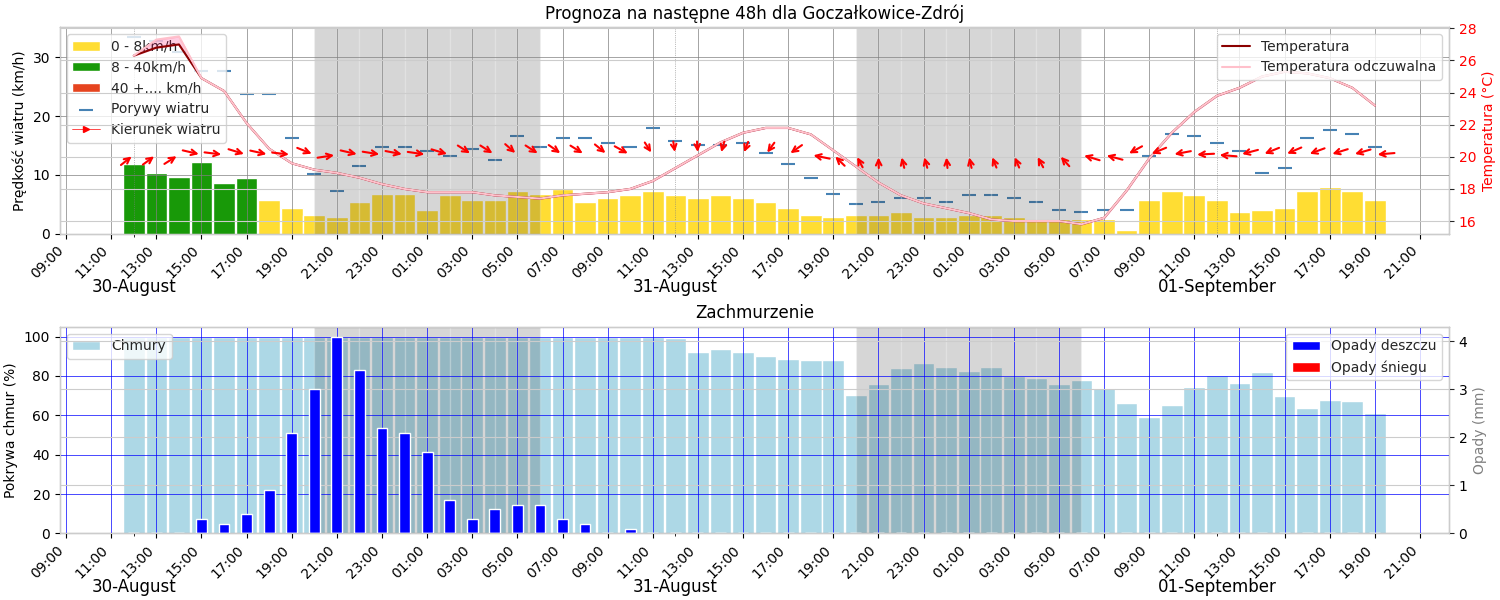 Prognoza na następne 48h dla Goczałkowice-Zdrój
Prędkość wiatru (km/h)
30
20
10
0
0 - 8km/h
8 - 40km/h
40 +.... km/h
Porywy wiatru
Kierunek wiatru
Temperatura
Temperatura odczuwalna
28
26
24
22
20
18
16
Temperatura (°C)
09:00 11:00 13:00 15:00 17:00 19:00 21:00 23:00 01:00 03:00 05:00 07:00 09:00 11:00 13:00 15:00 17:00 19:00 21:00 23:00 01:00 03:00 05:00 07:00 09:00 11:00 13:00 15:00 17:00 19:00 21:00
30-August 31-August 01-September
Zachmurzenie
Pokrywa chmur (%)
100
80
60
40
20
0
Chmury
Opady deszczu
Opady śniegu
4
3
2
1
0
Opady (mm)
09:00 11:00 13:00 15:00 17:00 19:00 21:00 23:00 01:00 03:00 05:00 07:00 09:00 11:00 13:00 15:00 17:00 19:00 21:00 23:00 01:00 03:00 05:00 07:00 09:00 11:00 13:00 15:00 17:00 19:00 21:00
30-August 31-August 01-September